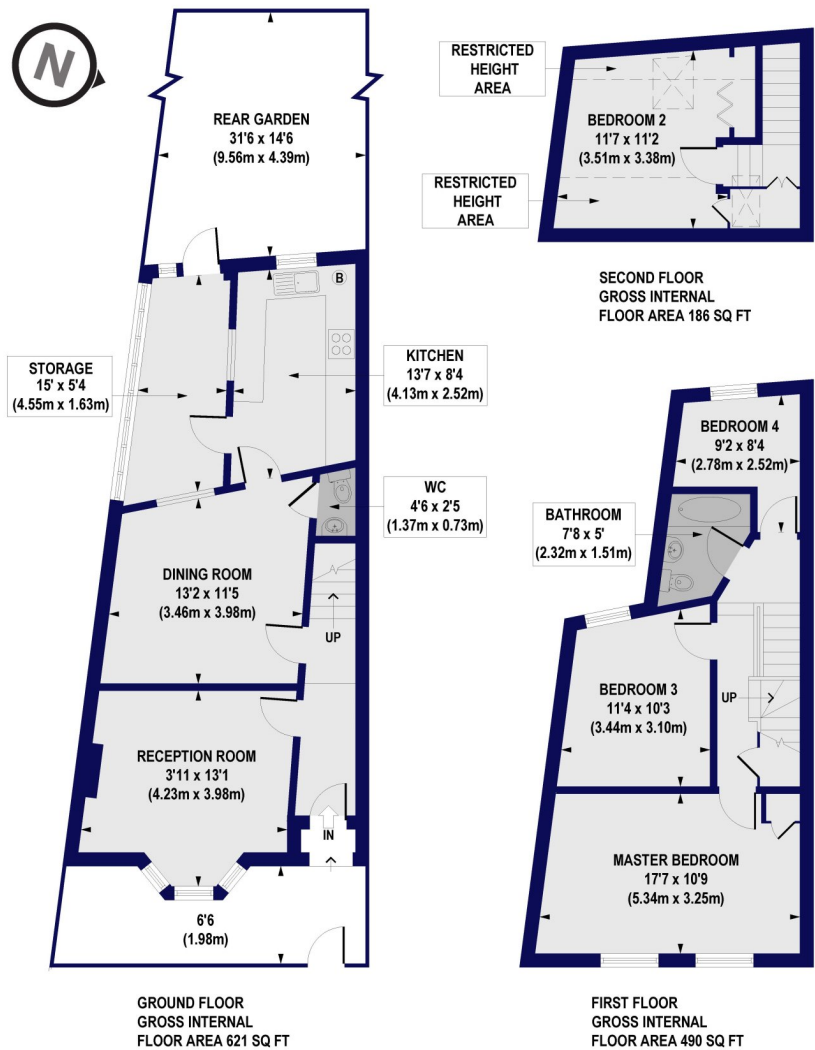 N
REAR GARDEN
31'6 x 14'6
(9.56m x 4.39m)
STORAGE
15' x 5'4
(4.55m x 1.63m)
B
KITCHEN
13'7 x 8'4
(4.13m x 2.52m)
WC
4'6 x 2'5
(1.37m x 0.73m)
DINING ROOM
13'2 x 11'5
(3.46m x 3.98m)
UP
RECEPTION ROOM
3'11 x 13'1
(4.23m x 3.98m)
IN
6'6
(1.98m)
GROUND FLOOR
GROSS INTERNAL
FLOOR AREA 621 SQ FT
RESTRICTED
HEIGHT
AREA
BEDROOM 2
11'7 x 11'2
(3.51m x 3.38m)
RESTRICTED
HEIGHT
AREA
SECOND FLOOR
GROSS INTERNAL
FLOOR AREA 186 SQ FT
BEDROOM 4
9'2 x 8'4
(2.78m x 2.52m)
BATHROOM
7'8 x 5'
(2.32m x 1.51m)
BEDROOM 3
11'4 x 10'3
(3.44m x 3.10m)
UP
MASTER BEDROOM
17'7 x 10'9
(5.34m x 3.25m)
FIRST FLOOR
GROSS INTERNAL
FLOOR AREA 490 SQ FT